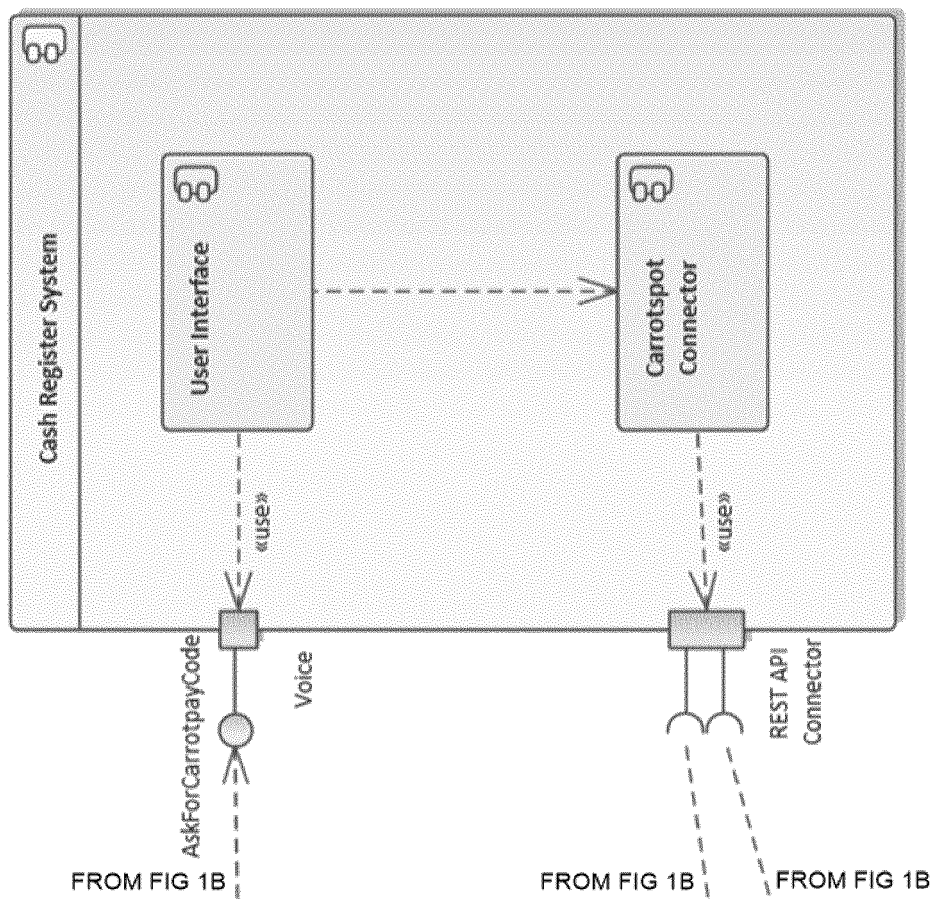 Cash Register System
User Interface
Carrotspot
Connector
«use»
«use»
AskForCarrotpayCode
Voice
REST API
Connector
FROM FIG 1B
FROM FIG 1B
FROM FIG 1B